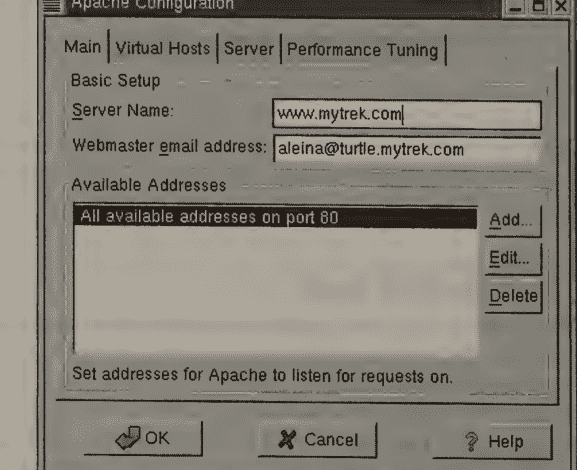 Apache Configuration
Main Virtual Hosts Server Performance Tuning
Basic Setup
Server Name: www.mytrek.com
Webmaster email address: aleina@turtle.mytrek.com
Available Addresses
All available addresses on port 80
Add...
Edit...
Delete
Set addresses for Apache to listen for requests on.
OK Cancel Help